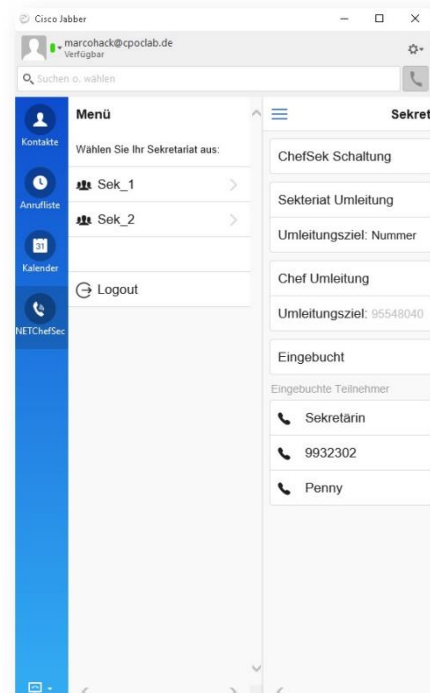 Cisco Jabber
marcohack@cpoclab.de
Verfügbar
Suchen o. wählen
Kontakte
Anrufliste
31
Kalender
NETChefSec
Menü
Wählen Sie Ihr Sekretariat aus:
Sek_1
Sek_2
Logout
Sekret
ChefSek Schaltung
Sekteriat Umleitung
Umleitungsziel: Nummer
Chef Umleitung
Umleitungsziel: 95548040
Eingebucht
Eingebuchte Teilnehmer
Sekretärin
9932302
Penny